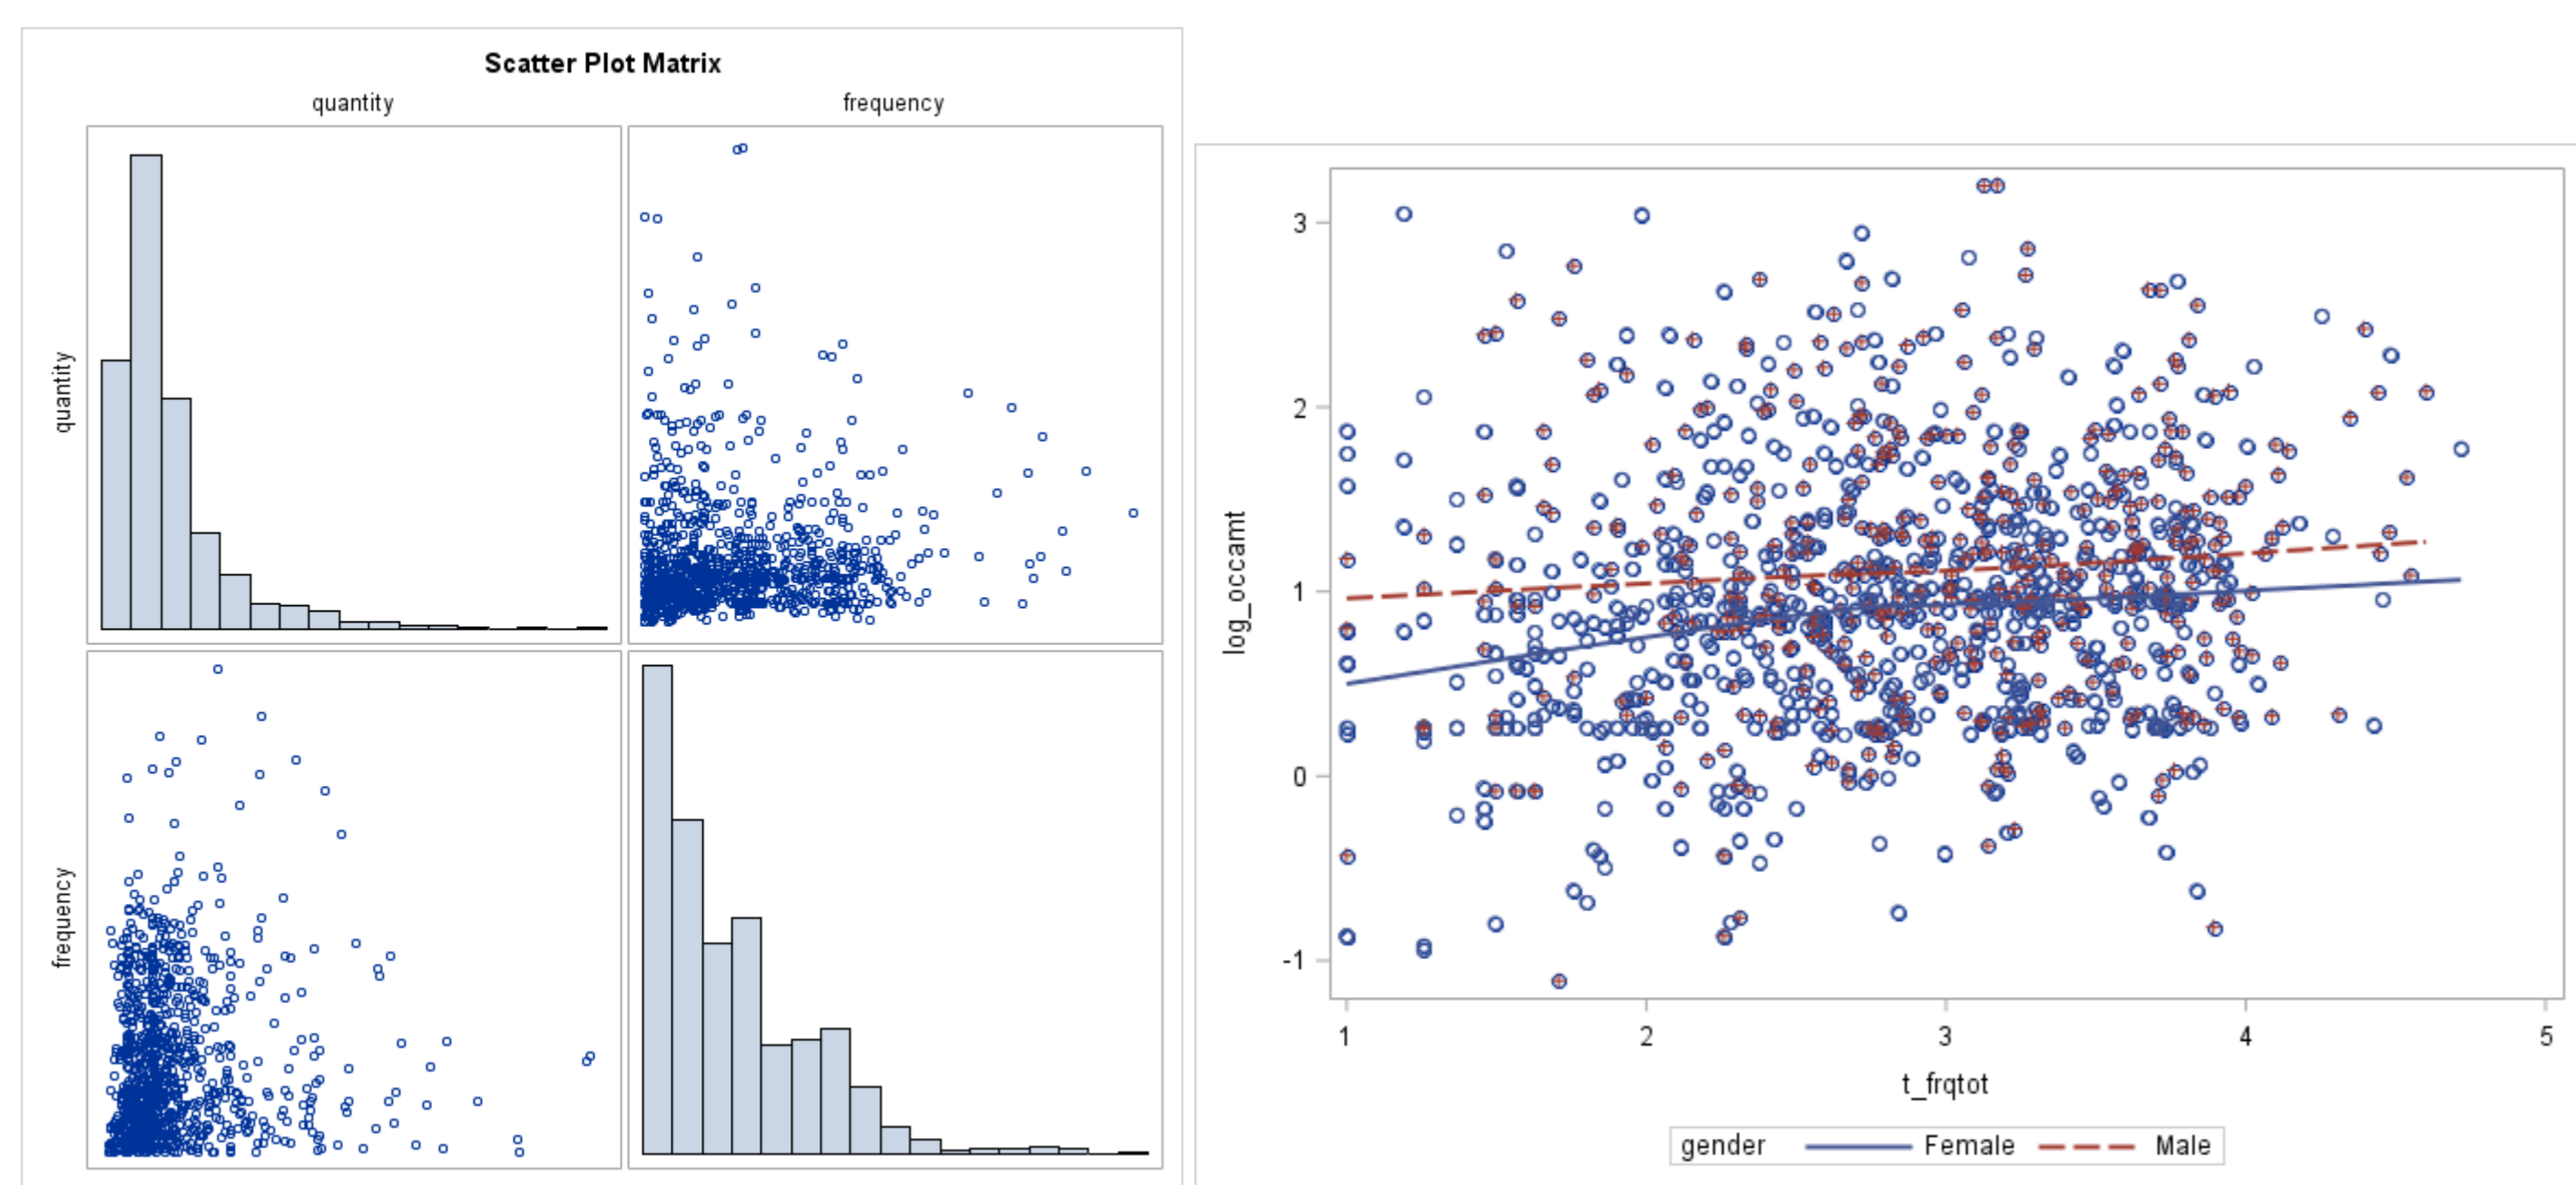 Scatter Plot Matrix
quantity
frequency
quantity
frequency
log_occamt
3
2
1
0
-1
1 2 3 4 5
t_frqtot
gender Female Male